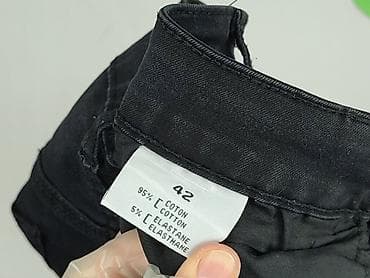 42
95% [ COTON
COTTON
5% [ ELASTANE
ELASTHANE